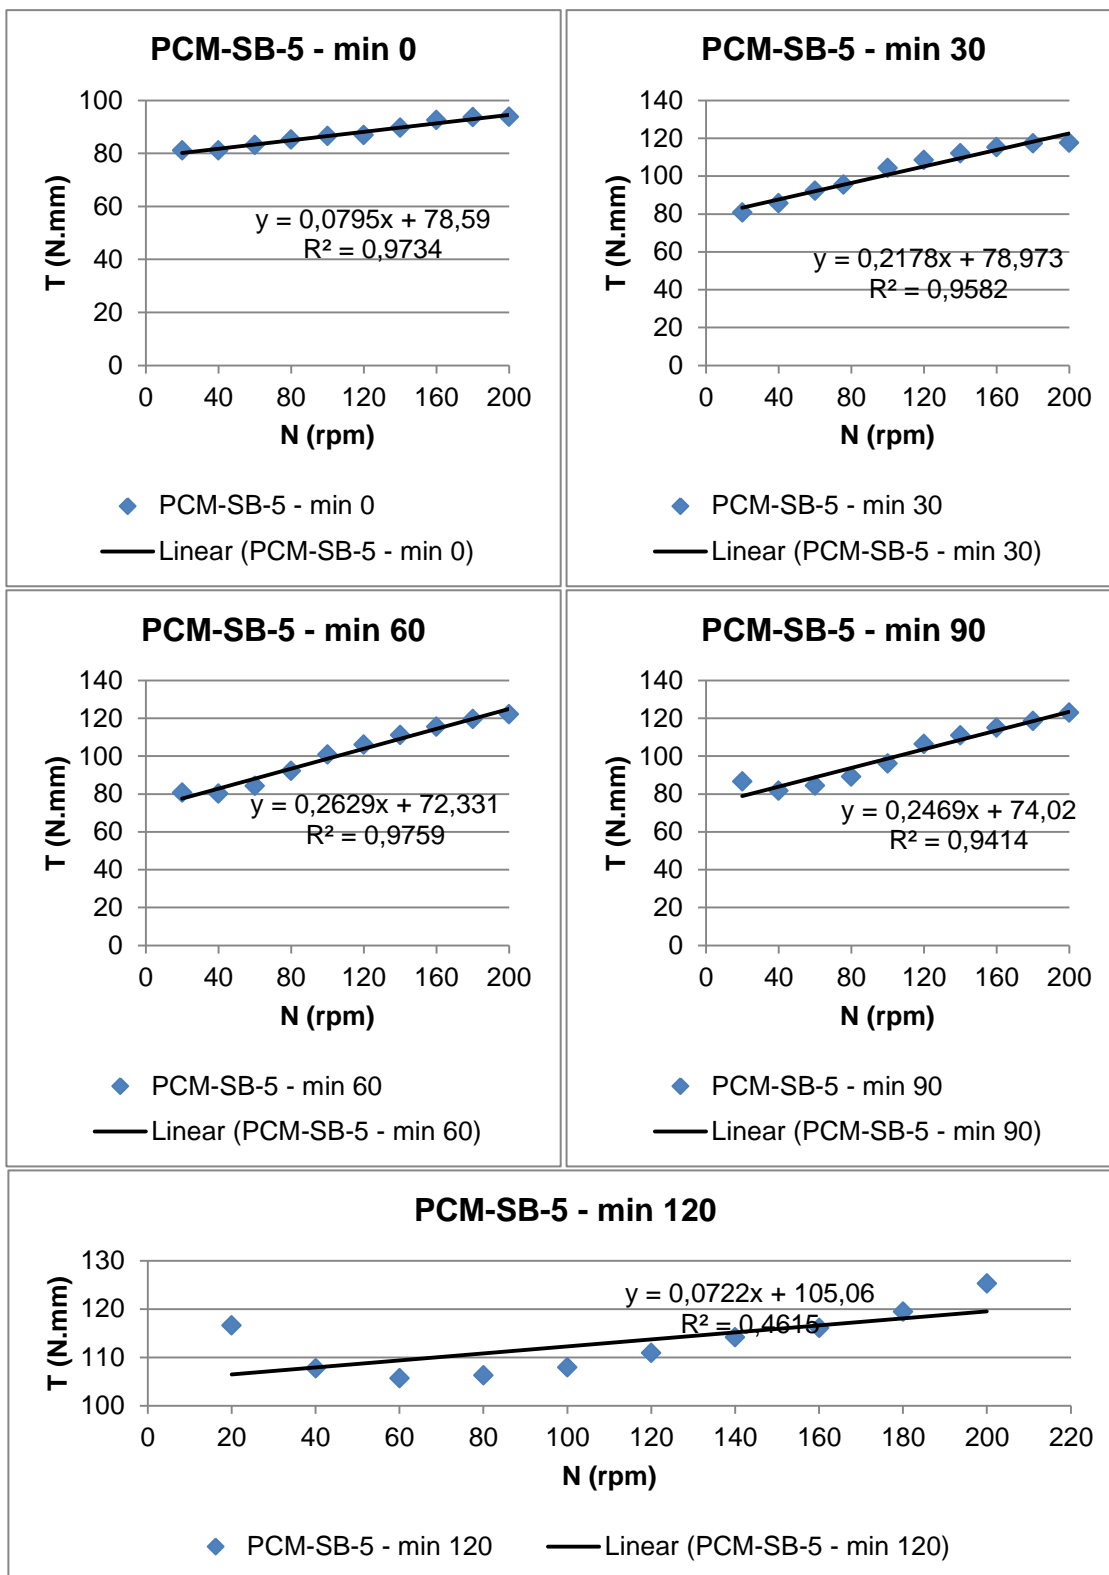 PCM-SB-5 - min 0
100
80
60
40
20
0
T (N.mm)
y = 0,0795x + 78,59
R² = 0,9734
0 40 80 120 160 200
N (rpm)
PCM-SB-5 - min 0
Linear (PCM-SB-5 - min 0)
PCM-SB-5 - min 30
140
120
100
80
60
40
20
0
T (N.mm)
y = 0,2178x + 78,973
R² = 0,9582
0 40 80 120 160 200
N (rpm)
PCM-SB-5 - min 30
Linear (PCM-SB-5 - min 30)
PCM-SB-5 - min 60
140
120
100
80
60
40
20
0
T (N.mm)
y = 0,2629x + 72,331
R² = 0,9759
0 40 80 120 160 200
N (rpm)
PCM-SB-5 - min 60
Linear (PCM-SB-5 - min 60)
PCM-SB-5 - min 90
140
120
100
80
60
40
20
0
T (N.mm)
y = 0,2469x + 74,02
R² = 0,9414
0 40 80 120 160 200
N (rpm)
PCM-SB-5 - min 90
Linear (PCM-SB-5 - min 90)
PCM-SB-5 - min 120
130
120
110
100
T (N.mm)
y = 0,0722x + 105,06
R² = 0,4615
0 20 40 60 80 100 120 140 160 180 200 220
N (rpm)
PCM-SB-5 - min 120
Linear (PCM-SB-5 - min 120)